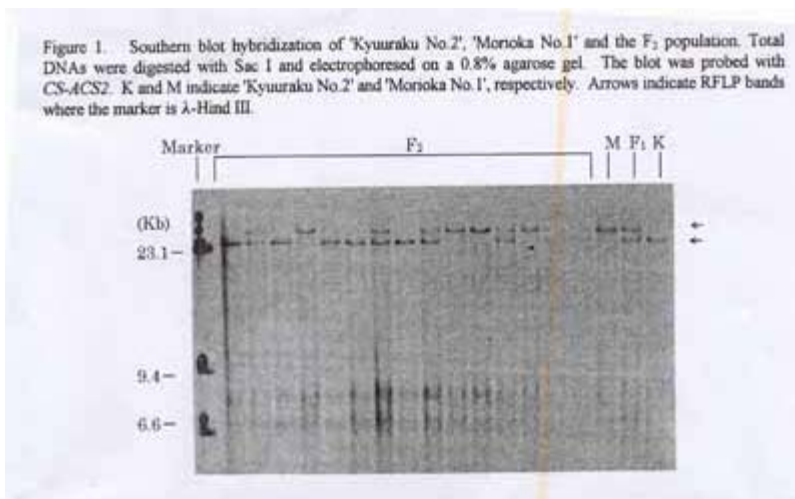 Figure 1. Southern blot hybridization of 'Kyuuraku No.2', 'Morioka No.1' and the F₂ population. Total
DNAs were digested with Sac I and electrophoresed on a 0.8% agarose gel. The blot was probed with
CS-ACS2. K and M indicate 'Kyuuraku No.2' and 'Morioka No.1', respectively. Arrows indicate RFLP bands
where the marker is λ-Hind III.
Marker F₂ M F₁ K
(Kb)
23.1-
9.4-
6.6-